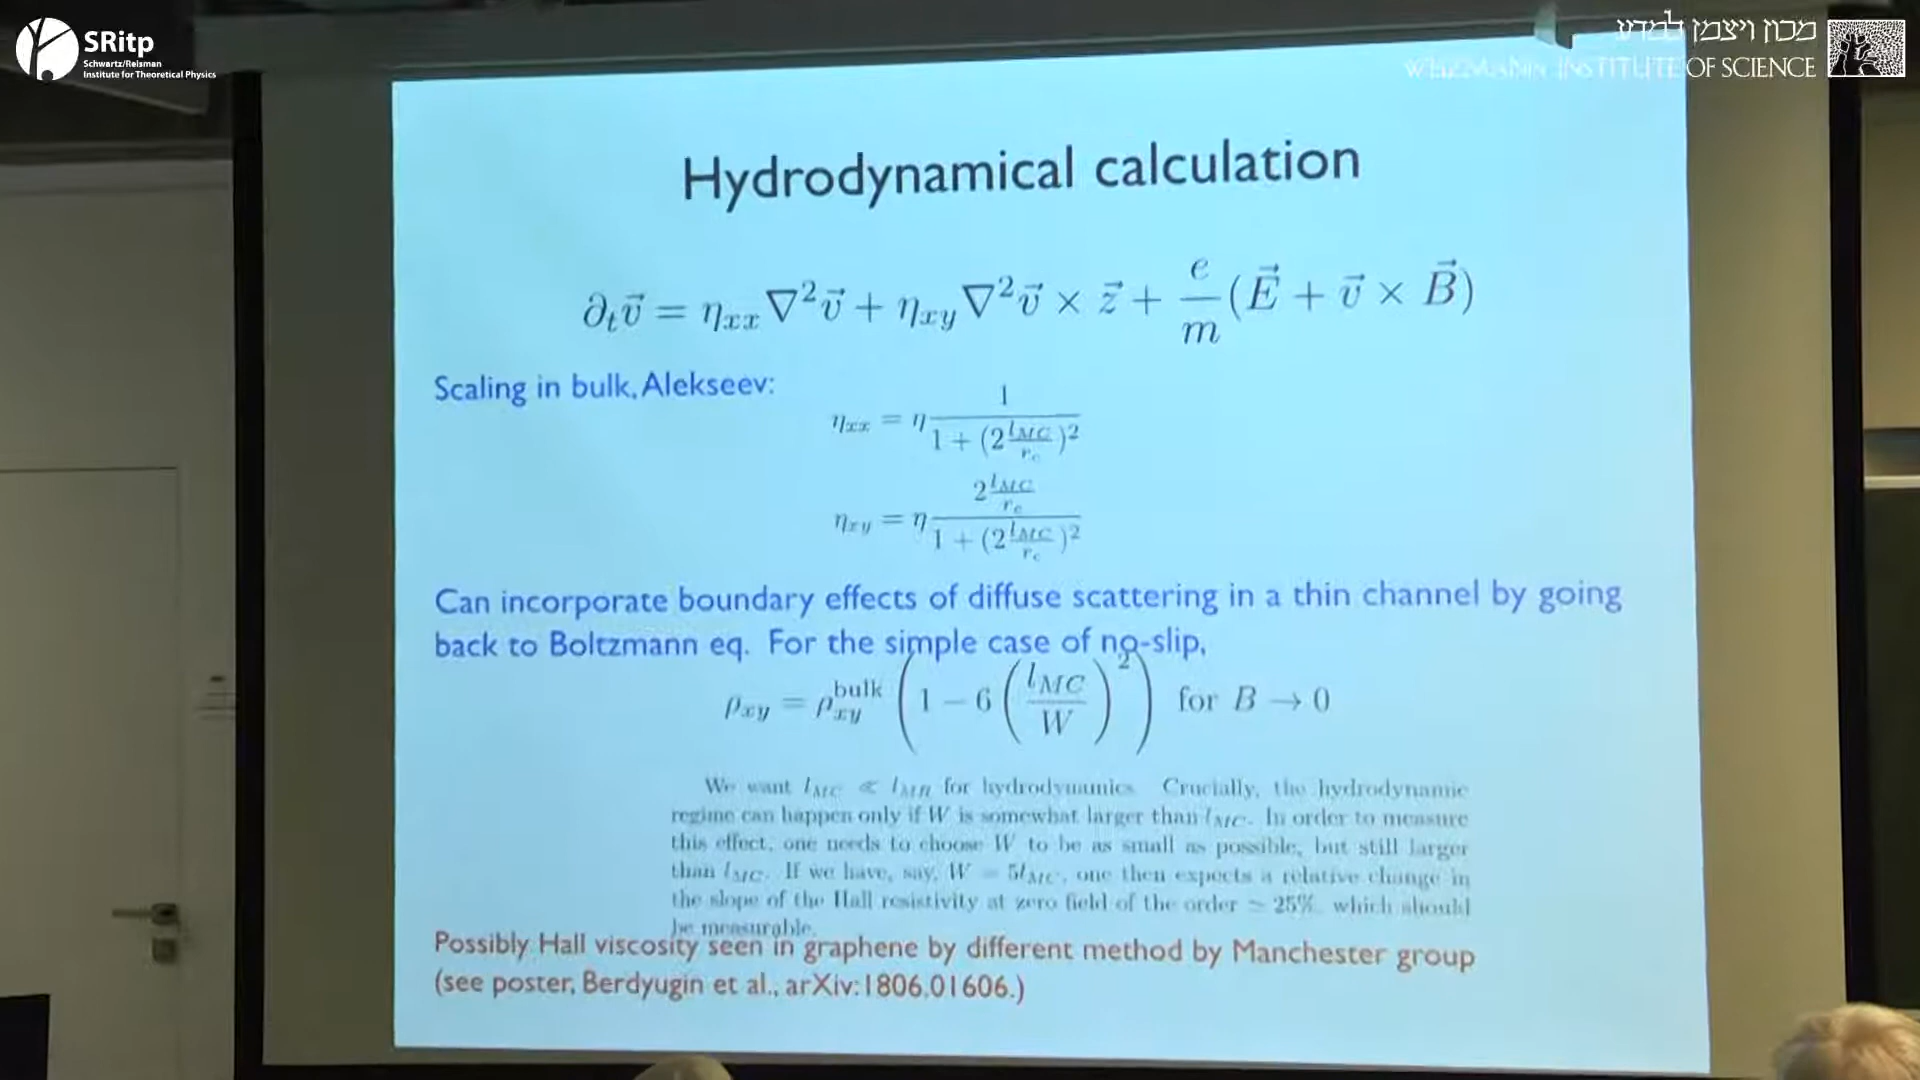 SRitp
Schwartz/Reisman
Institute for Theoretical Physics
מכון ויצמן למדע
WEIZMANN INSTITUTE OF SCIENCE
Hydrodynamical calculation
∂ₜv⃗ = ηₓₓ∇²v⃗ + ηₓᵧ∇²v⃗ × z⃗ + e/m (E⃗ + v⃗ × B⃗)
Scaling in bulk, Alekseev:
η_xx = η 1 / (1 + (2 l_MC / r_c)²)
η_xy = η (2 l_MC / r_c) / (1 + (2 l_MC / r_c)²)
Can incorporate boundary effects of diffuse scattering in a thin channel by going
back to Boltzmann eq. For the simple case of no-slip,
ρ_xy = ρ_xy^bulk (1 − 6 (l_MC / W)²) for B → 0
We want l_MC ≪ l_MR for hydrodynamics. Crucially, the hydrodynamic
regime can happen only if W is somewhat larger than l_MC. In order to measure
this effect, one needs to choose W to be as small as possible, but still larger
than l_MC. If we have, say, W = 5l_MC, one then expects a relative change in
the slope of the Hall resistivity at zero field of the order ≃ 25%, which should
be measurable.
Possibly Hall viscosity seen in graphene by different method by Manchester group
(see poster, Berdyugin et al., arXiv:1806.01606.)